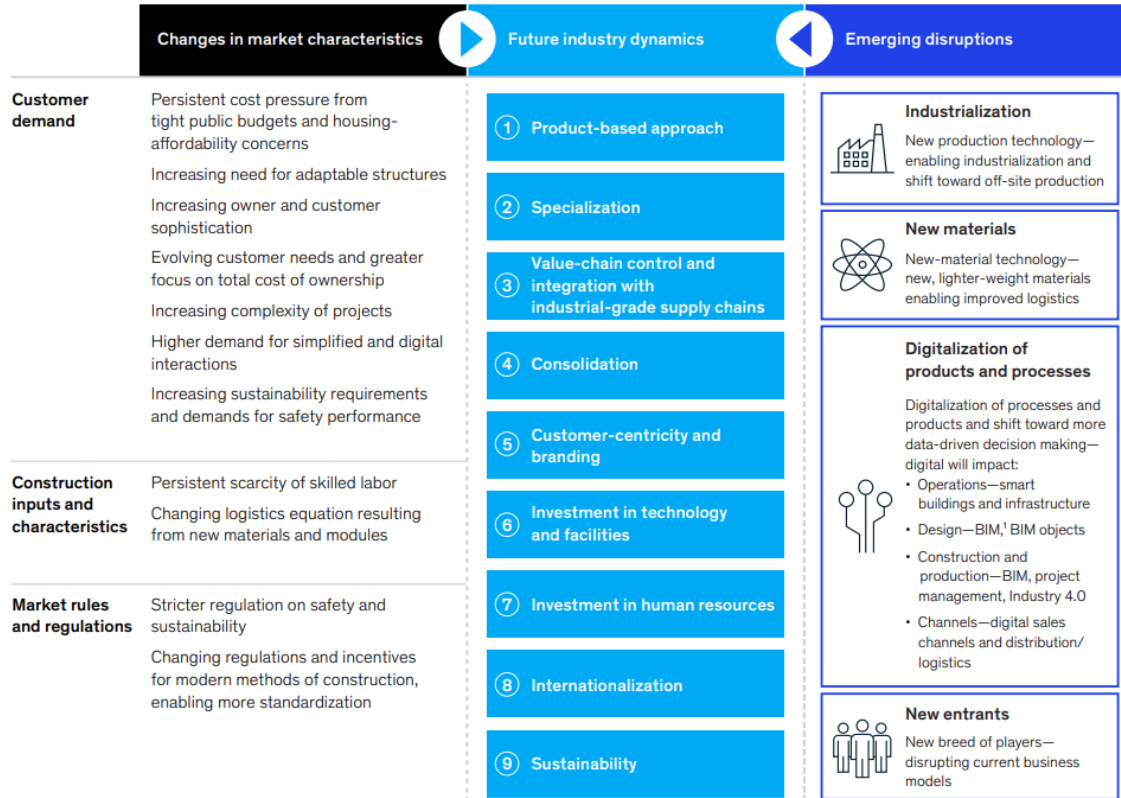 Changes in market characteristics
Future industry dynamics
Emerging disruptions
Customer
demand
Persistent cost pressure from
tight public budgets and housing-
affordability concerns
Increasing need for adaptable structures
Increasing owner and customer
sophistication
Evolving customer needs and greater
focus on total cost of ownership
Increasing complexity of projects
Higher demand for simplified and digital
interactions
Increasing sustainability requirements
and demands for safety performance
Construction
inputs and
characteristics
Persistent scarcity of skilled labor
Changing logistics equation resulting
from new materials and modules
Market rules
and regulations
Stricter regulation on safety and
sustainability
Changing regulations and incentives
for modern methods of construction,
enabling more standardization
1 Product-based approach
2 Specialization
3 Value-chain control and
integration with
industrial-grade supply chains
4 Consolidation
5 Customer-centricity and
branding
6 Investment in technology
and facilities
7 Investment in human resources
8 Internationalization
9 Sustainability
Industrialization
New production technology—
enabling industrialization and
shift toward off-site production
New materials
New-material technology—
new, lighter-weight materials
enabling improved logistics
Digitalization of
products and processes
Digitalization of processes and
products and shift toward more
data-driven decision making—
digital will impact:
• Operations—smart
buildings and infrastructure
• Design—BIM,¹ BIM objects
• Construction and
production—BIM, project
management, Industry 4.0
• Channels—digital sales
channels and distribution/
logistics
New entrants
New breed of players—
disrupting current business
models